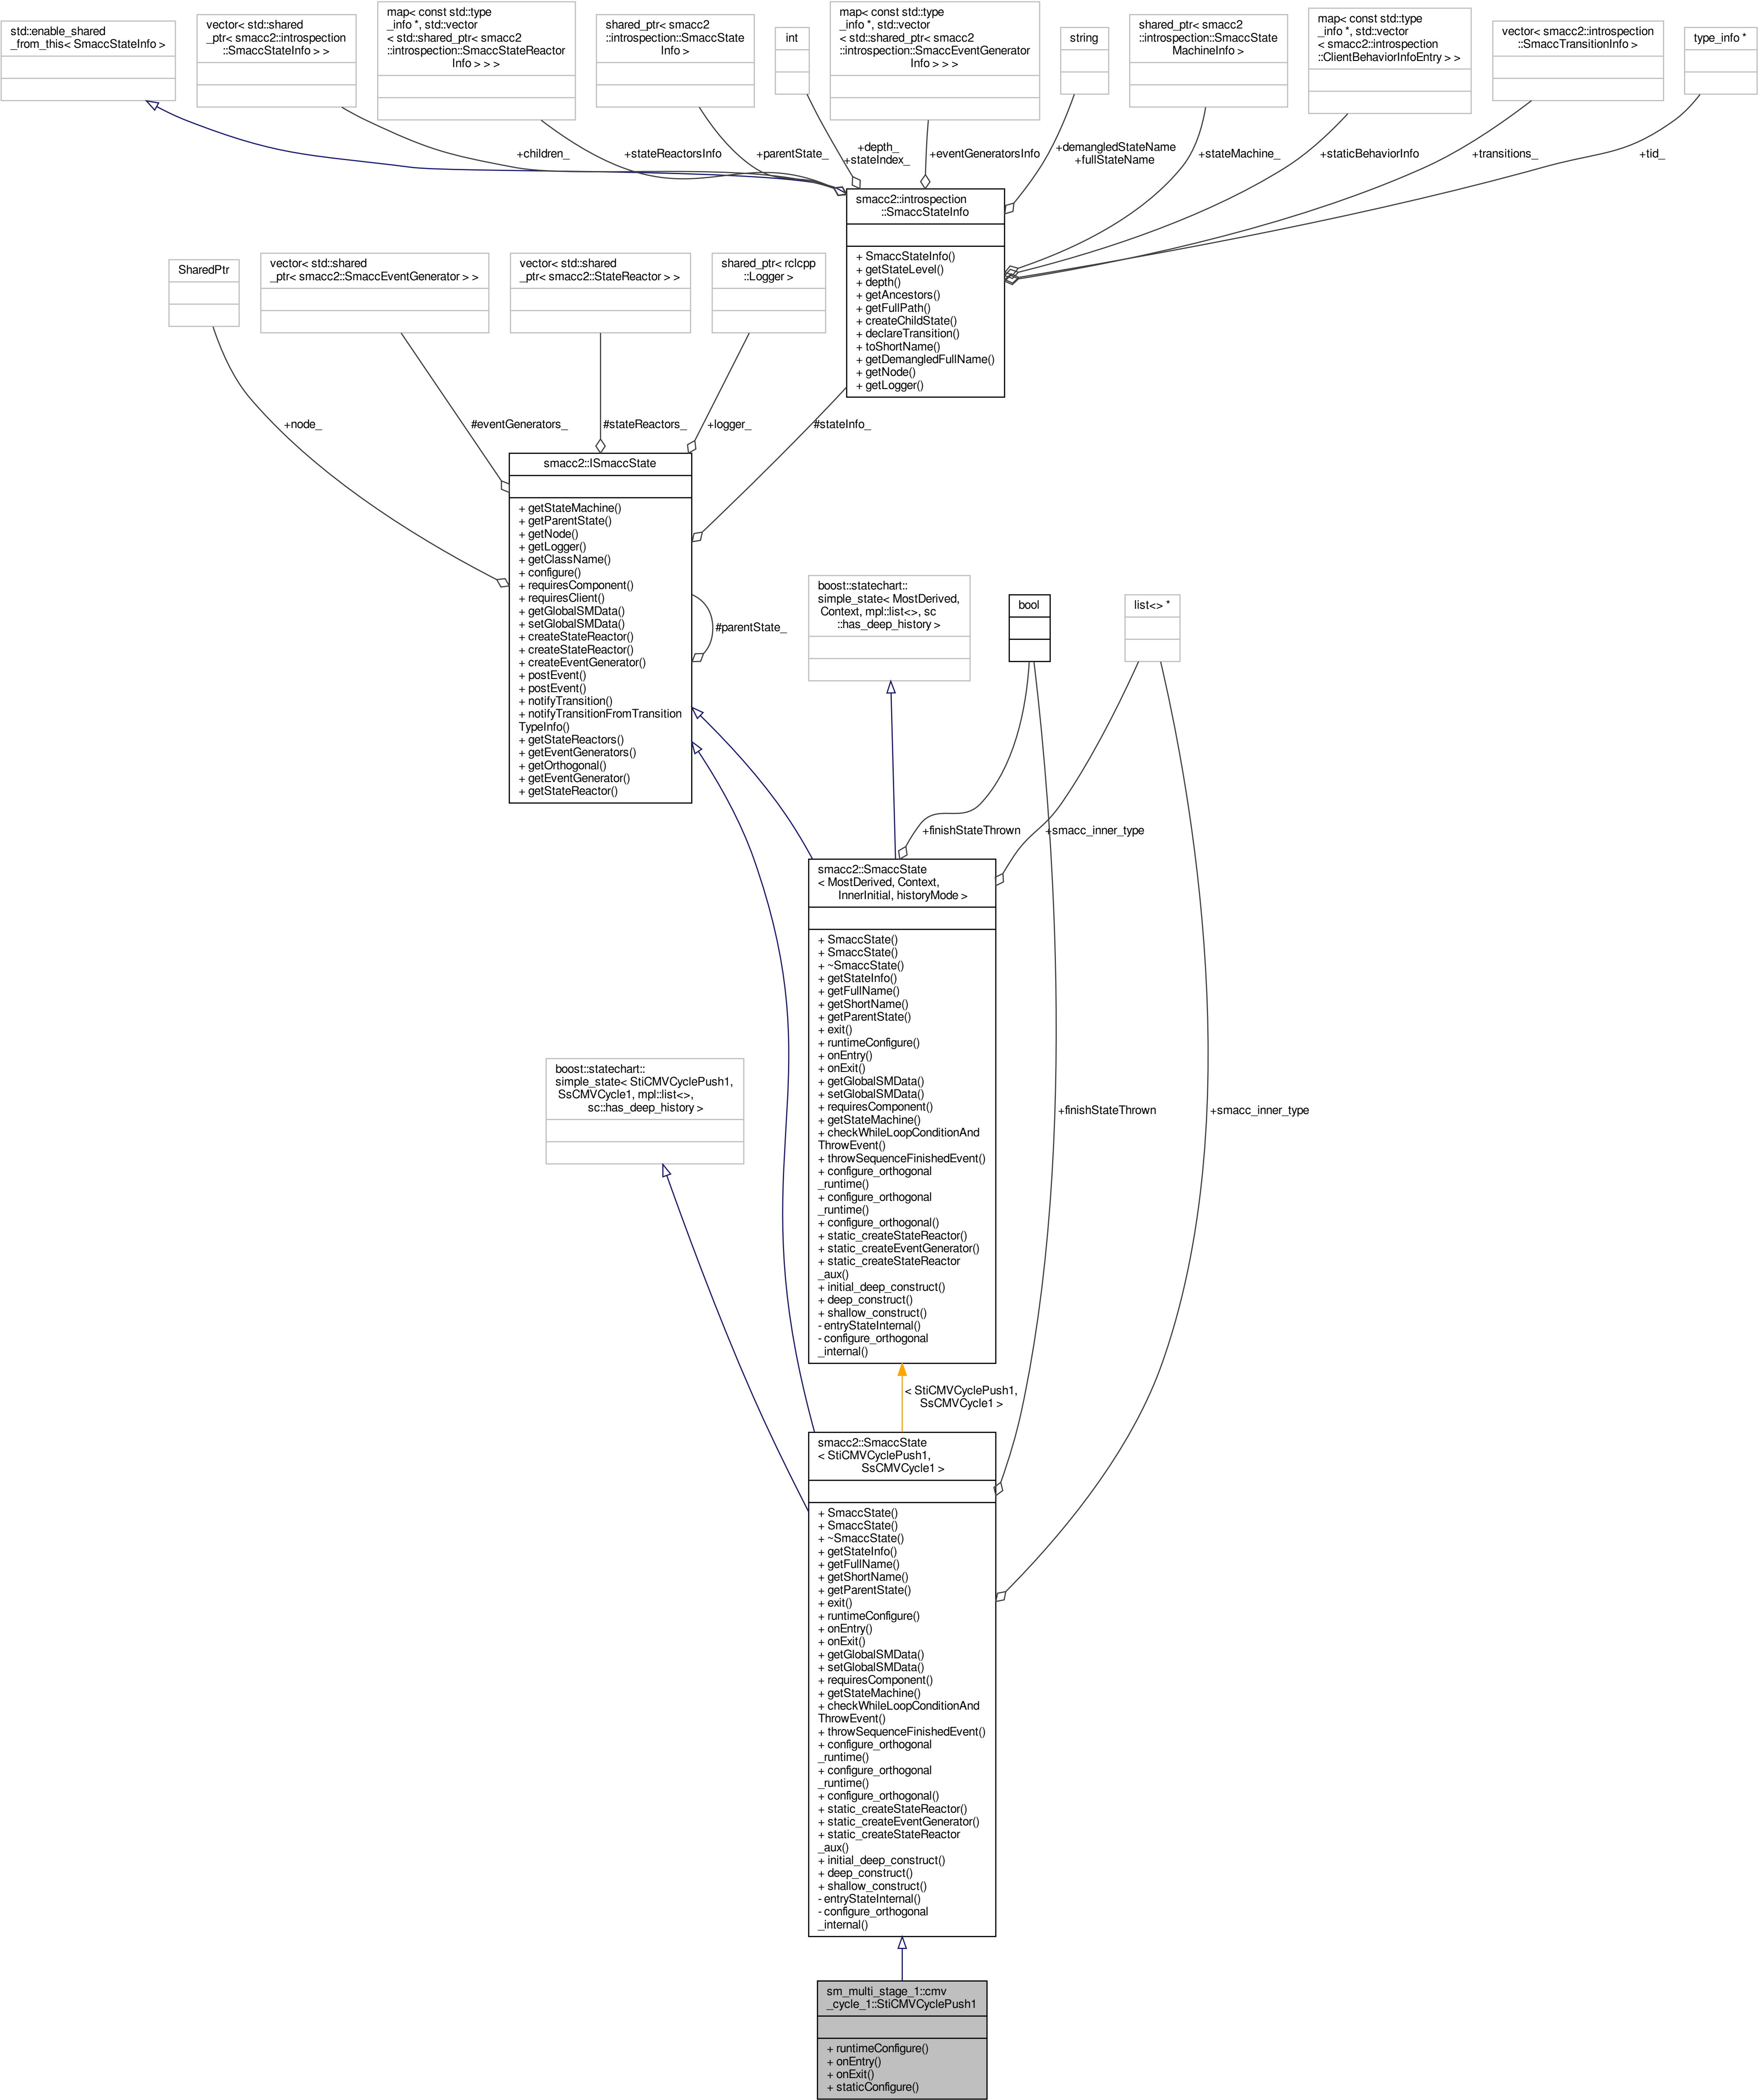 std::enable_shared
_from_this< SmaccStateInfo >
vector< std::shared
_ptr< smacc2::introspection
::SmaccStateInfo > >
map< const std::type
_info *, std::vector
< std::shared_ptr< smacc2
::introspection::SmaccStateReactor
Info > > >
shared_ptr< smacc2
::introspection::SmaccState
Info >
int
map< const std::type
_info *, std::vector
< std::shared_ptr< smacc2
::introspection::SmaccEventGenerator
Info > > >
string
shared_ptr< smacc2
::introspection::SmaccState
MachineInfo >
map< const std::type
_info *, std::vector
< smacc2::introspection
::ClientBehaviorInfoEntry > >
vector< smacc2::introspection
::SmaccTransitionInfo >
type_info *
+children_
+stateReactorsInfo
+parentState_
+depth_
+stateIndex_
+eventGeneratorsInfo
+demangledStateName
+fullStateName
+stateMachine_
+staticBehaviorInfo
+transitions_
+tid_
smacc2::introspection
::SmaccStateInfo
+ SmaccStateInfo()
+ getStateLevel()
+ depth()
+ getAncestors()
+ getFullPath()
+ createChildState()
+ declareTransition()
+ toShortName()
+ getDemangledFullName()
+ getNode()
+ getLogger()
SharedPtr
vector< std::shared
_ptr< smacc2::SmaccEventGenerator > >
vector< std::shared
_ptr< smacc2::StateReactor > >
shared_ptr< rclcpp
::Logger >
+node_
#eventGenerators_
#stateReactors_
+logger_
#stateInfo_
smacc2::ISmaccState
+ getStateMachine()
+ getParentState()
+ getNode()
+ getLogger()
+ getClassName()
+ configure()
+ requiresComponent()
+ requiresClient()
+ getGlobalSMData()
+ setGlobalSMData()
+ createStateReactor()
+ createStateReactor()
+ createEventGenerator()
+ postEvent()
+ postEvent()
+ notifyTransition()
+ notifyTransitionFromTransition
TypeInfo()
+ getStateReactors()
+ getEventGenerators()
+ getOrthogonal()
+ getEventGenerator()
+ getStateReactor()
#parentState_
boost::statechart::
simple_state< MostDerived,
Context, mpl::list<>, sc
::has_deep_history >
bool
list<> *
+finishStateThrown
+smacc_inner_type
smacc2::SmaccState
< MostDerived, Context,
InnerInitial, historyMode >
+ SmaccState()
+ SmaccState()
+ ~SmaccState()
+ getStateInfo()
+ getFullName()
+ getShortName()
+ getParentState()
+ exit()
+ runtimeConfigure()
+ onEntry()
+ onExit()
+ getGlobalSMData()
+ setGlobalSMData()
+ requiresComponent()
+ getStateMachine()
+ checkWhileLoopConditionAnd
ThrowEvent()
+ throwSequenceFinishedEvent()
+ configure_orthogonal
_runtime()
+ configure_orthogonal
_runtime()
+ configure_orthogonal()
+ static_createStateReactor()
+ static_createEventGenerator()
+ static_createStateReactor
_aux()
+ initial_deep_construct()
+ deep_construct()
+ shallow_construct()
- entryStateInternal()
- configure_orthogonal
_internal()
boost::statechart::
simple_state< StiCMVCyclePush1,
SsCMVCycle1, mpl::list<>,
sc::has_deep_history >
+finishStateThrown
+smacc_inner_type
< StiCMVCyclePush1,
SsCMVCycle1 >
smacc2::SmaccState
< StiCMVCyclePush1,
SsCMVCycle1 >
+ SmaccState()
+ SmaccState()
+ ~SmaccState()
+ getStateInfo()
+ getFullName()
+ getShortName()
+ getParentState()
+ exit()
+ runtimeConfigure()
+ onEntry()
+ onExit()
+ getGlobalSMData()
+ setGlobalSMData()
+ requiresComponent()
+ getStateMachine()
+ checkWhileLoopConditionAnd
ThrowEvent()
+ throwSequenceFinishedEvent()
+ configure_orthogonal
_runtime()
+ configure_orthogonal
_runtime()
+ configure_orthogonal()
+ static_createStateReactor()
+ static_createEventGenerator()
+ static_createStateReactor
_aux()
+ initial_deep_construct()
+ deep_construct()
+ shallow_construct()
- entryStateInternal()
- configure_orthogonal
_internal()
sm_multi_stage_1::cmv
_cycle_1::StiCMVCyclePush1
+ runtimeConfigure()
+ onEntry()
+ onExit()
+ staticConfigure()